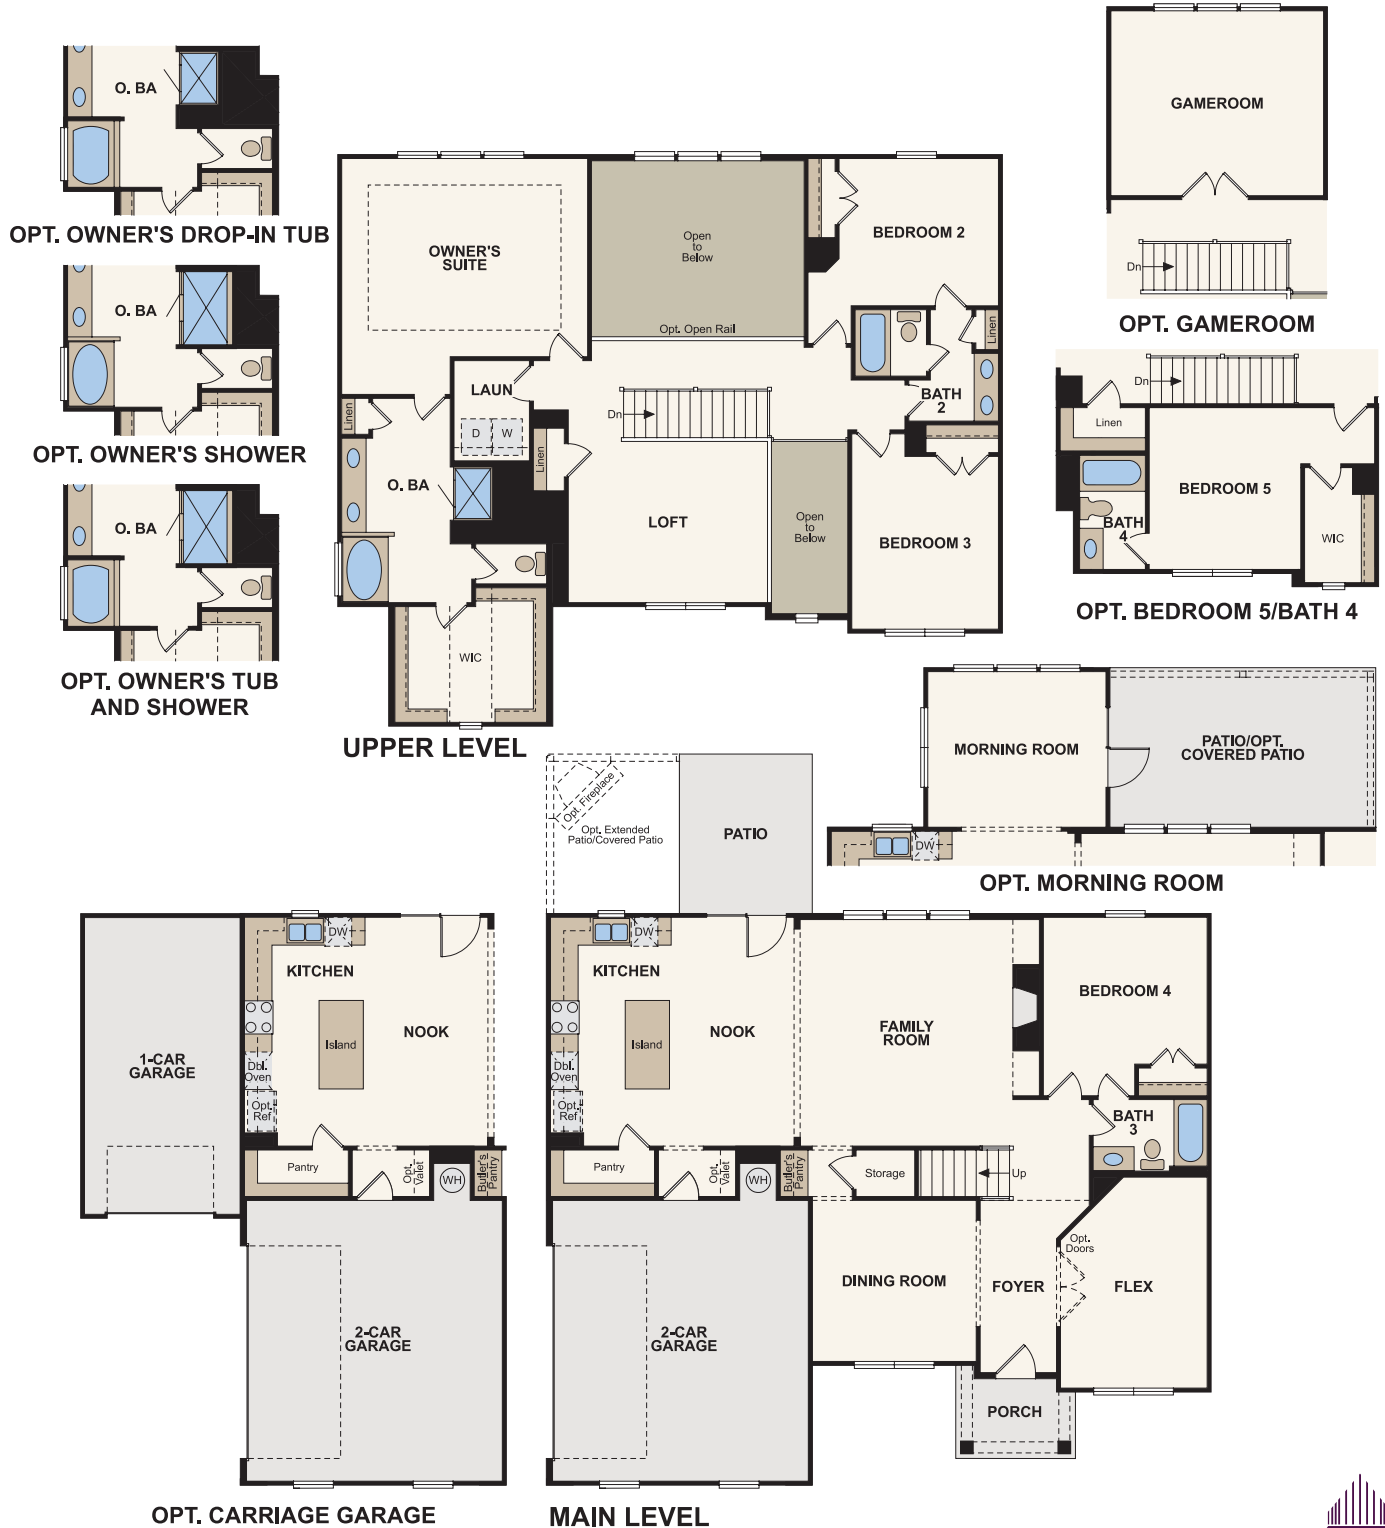 O. BA
OPT. OWNER'S DROP-IN TUB
O. BA
OPT. OWNER'S SHOWER
O. BA
OPT. OWNER'S TUB
AND SHOWER
OWNER'S
SUITE
Open
to
Below
Opt. Open Rail
BEDROOM 2
Linen
BATH
2
LAUN
D
W
Linen
Linen
Dn
O. BA
LOFT
Open
to
Below
BEDROOM 3
WIC
UPPER LEVEL
GAMEROOM
Dn
OPT. GAMEROOM
Dn
Linen
BEDROOM 5
BATH
4
WIC
OPT. BEDROOM 5/BATH 4
MORNING ROOM
PATIO/OPT.
COVERED PATIO
DW
OPT. MORNING ROOM
Opt. Fireplace
Opt. Extended
Patio/Covered Patio
PATIO
1-CAR
GARAGE
DW
KITCHEN
NOOK
Island
Dbl.
Oven
Opt.
Ref
Pantry
Opt.
Valet
WH
Butler's
Pantry
2-CAR
GARAGE
OPT. CARRIAGE GARAGE
DW
KITCHEN
NOOK
Island
Dbl.
Oven
Opt.
Ref
Pantry
Opt.
Valet
WH
Butler's
Pantry
2-CAR
GARAGE
FAMILY
ROOM
BEDROOM 4
BATH
3
Storage
Up
DINING ROOM
FOYER
Opt.
Doors
FLEX
PORCH
MAIN LEVEL